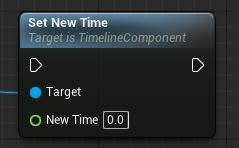 Set New Time
Target is TimelineComponent
Target
New Time 0.0